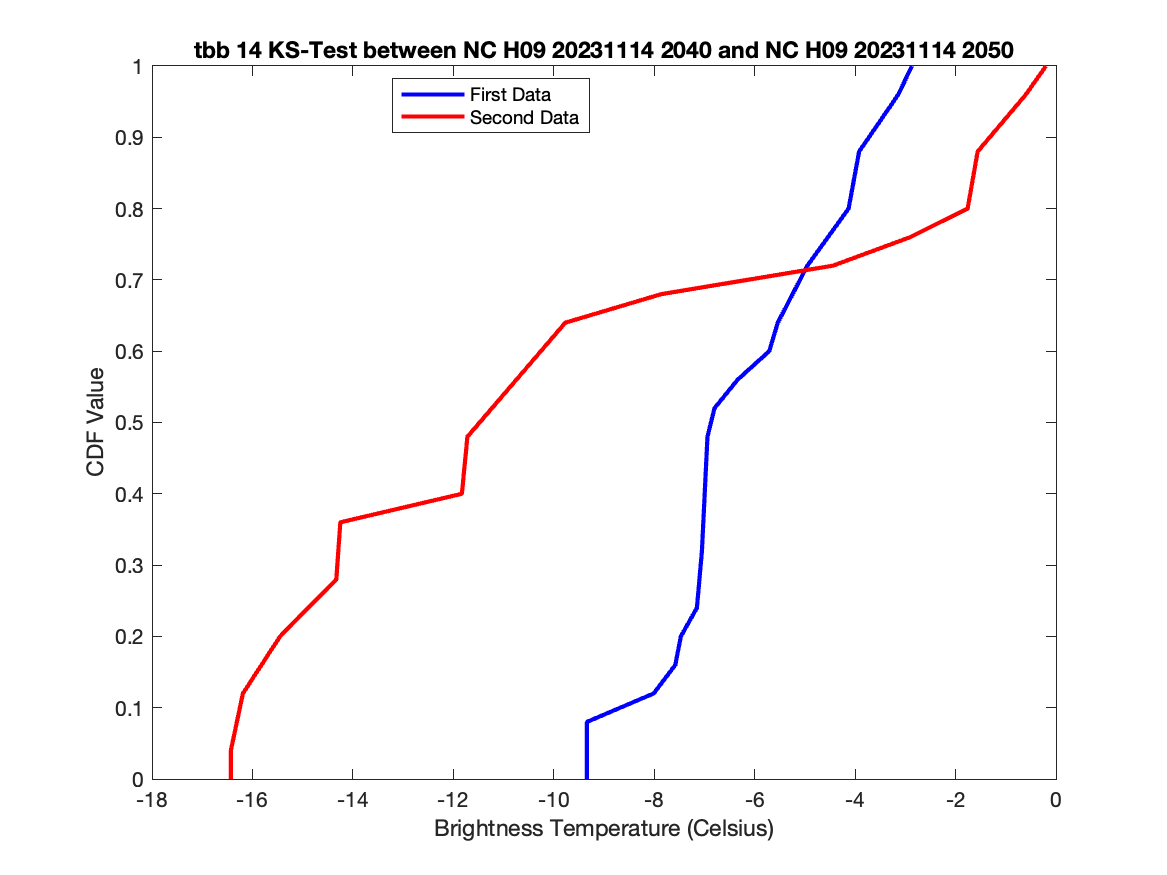 tbb 14 KS-Test between NC H09 20231114 2040 and NC H09 20231114 2050
First Data
Second Data
CDF Value
1
0.9
0.8
0.7
0.6
0.5
0.4
0.3
0.2
0.1
0
-18 -16 -14 -12 -10 -8 -6 -4 -2 0
Brightness Temperature (Celsius)